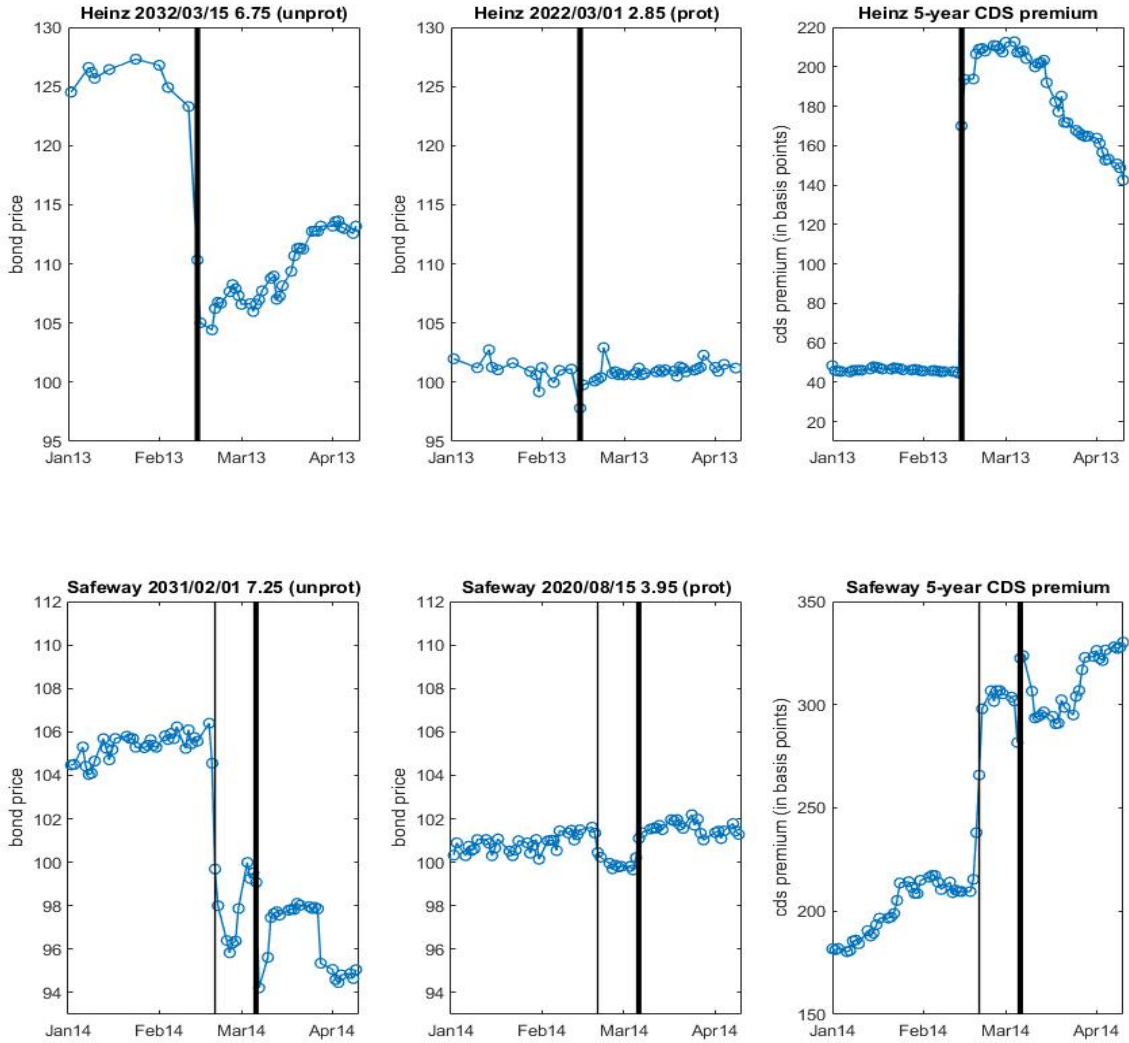 Heinz 2032/03/15 6.75 (unprot)
bond price
130
125
120
115
110
105
100
95
Jan13 Feb13 Mar13 Apr13
Heinz 2022/03/01 2.85 (prot)
bond price
130
125
120
115
110
105
100
95
Jan13 Feb13 Mar13 Apr13
Heinz 5-year CDS premium
cds premium (in basis points)
220
200
180
160
140
120
100
80
60
40
20
Jan13 Feb13 Mar13 Apr13
Safeway 2031/02/01 7.25 (unprot)
bond price
112
110
108
106
104
102
100
98
96
94
Jan14 Feb14 Mar14 Apr14
Safeway 2020/08/15 3.95 (prot)
bond price
112
110
108
106
104
102
100
98
96
94
Jan14 Feb14 Mar14 Apr14
Safeway 5-year CDS premium
cds premium (in basis points)
350
300
250
200
150
Jan14 Feb14 Mar14 Apr14